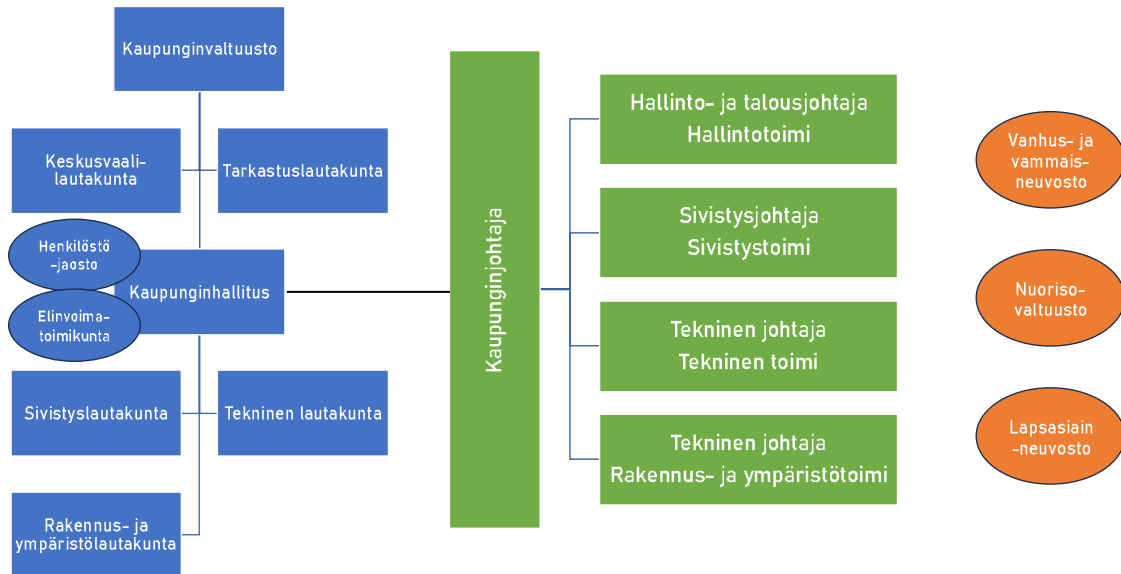 Kaupunginvaltuusto
Keskusvaali-
lautakunta
Tarkastuslautakunta
Henkilöstö
-jaosto
Kaupunginhallitus
Elinvoima-
toimikunta
Sivistyslautakunta
Tekninen lautakunta
Rakennus- ja
ympäristölautakunta
Kaupunginjohtaja
Hallinto- ja talousjohtaja
Hallintotoimi
Sivistysjohtaja
Sivistystoimi
Tekninen johtaja
Tekninen toimi
Tekninen johtaja
Rakennus- ja ympäristötoimi
Vanhus- ja
vammais-
neuvosto
Nuoriso-
valtuusto
Lapsasiain
-neuvosto